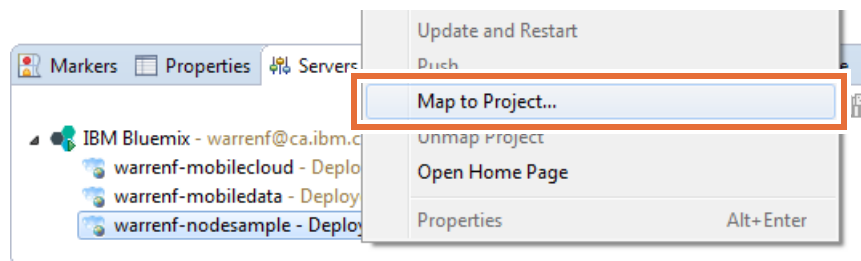 Update and Restart
Markers Properties Servers
Push
Map to Project...
Unmap Project
IBM Bluemix - warrenf@ca.ibm.c
Open Home Page
warrenf-mobilecloud - Deplo
warrenf-mobiledata - Deploy
warrenf-nodesample - Deploy
Properties Alt+Enter